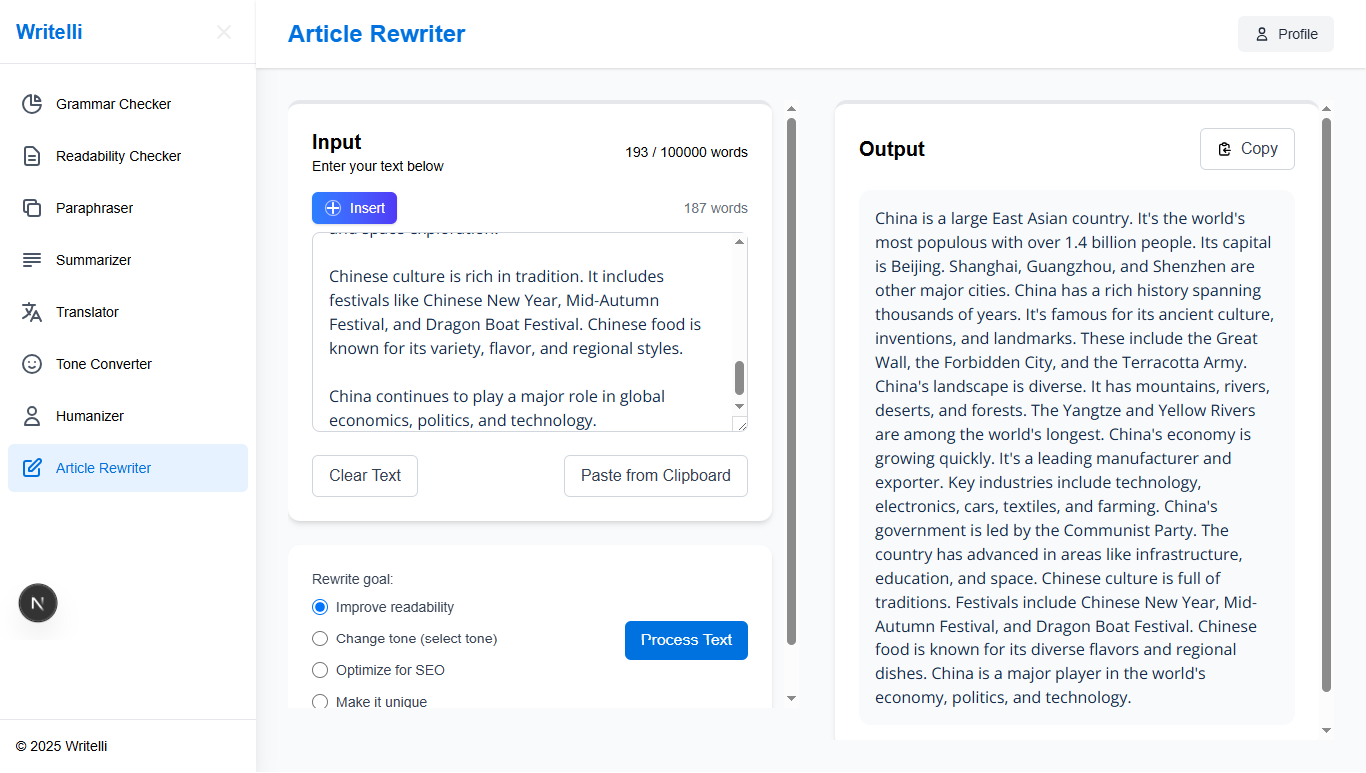 Writelli
Grammar Checker
Readability Checker
Paraphraser
Summarizer
Translator
Tone Converter
Humanizer
Article Rewriter
N
© 2025 Writelli
Article Rewriter
Profile
Input
Enter your text below
193 / 100000 words
Insert
187 words
and space exploration.
Chinese culture is rich in tradition. It includes
festivals like Chinese New Year, Mid-Autumn
Festival, and Dragon Boat Festival. Chinese food is
known for its variety, flavor, and regional styles.
China continues to play a major role in global
economics, politics, and technology.
Clear Text
Paste from Clipboard
Rewrite goal:
Improve readability
Change tone (select tone)
Optimize for SEO
Make it unique
Process Text
Output
Copy
China is a large East Asian country. It's the world's
most populous with over 1.4 billion people. Its capital
is Beijing. Shanghai, Guangzhou, and Shenzhen are
other major cities. China has a rich history spanning
thousands of years. It's famous for its ancient culture,
inventions, and landmarks. These include the Great
Wall, the Forbidden City, and the Terracotta Army.
China's landscape is diverse. It has mountains, rivers,
deserts, and forests. The Yangtze and Yellow Rivers
are among the world's longest. China's economy is
growing quickly. It's a leading manufacturer and
exporter. Key industries include technology,
electronics, cars, textiles, and farming. China's
government is led by the Communist Party. The
country has advanced in areas like infrastructure,
education, and space. Chinese culture is full of
traditions. Festivals include Chinese New Year, Mid-
Autumn Festival, and Dragon Boat Festival. Chinese
food is known for its diverse flavors and regional
dishes. China is a major player in the world's
economy, politics, and technology.